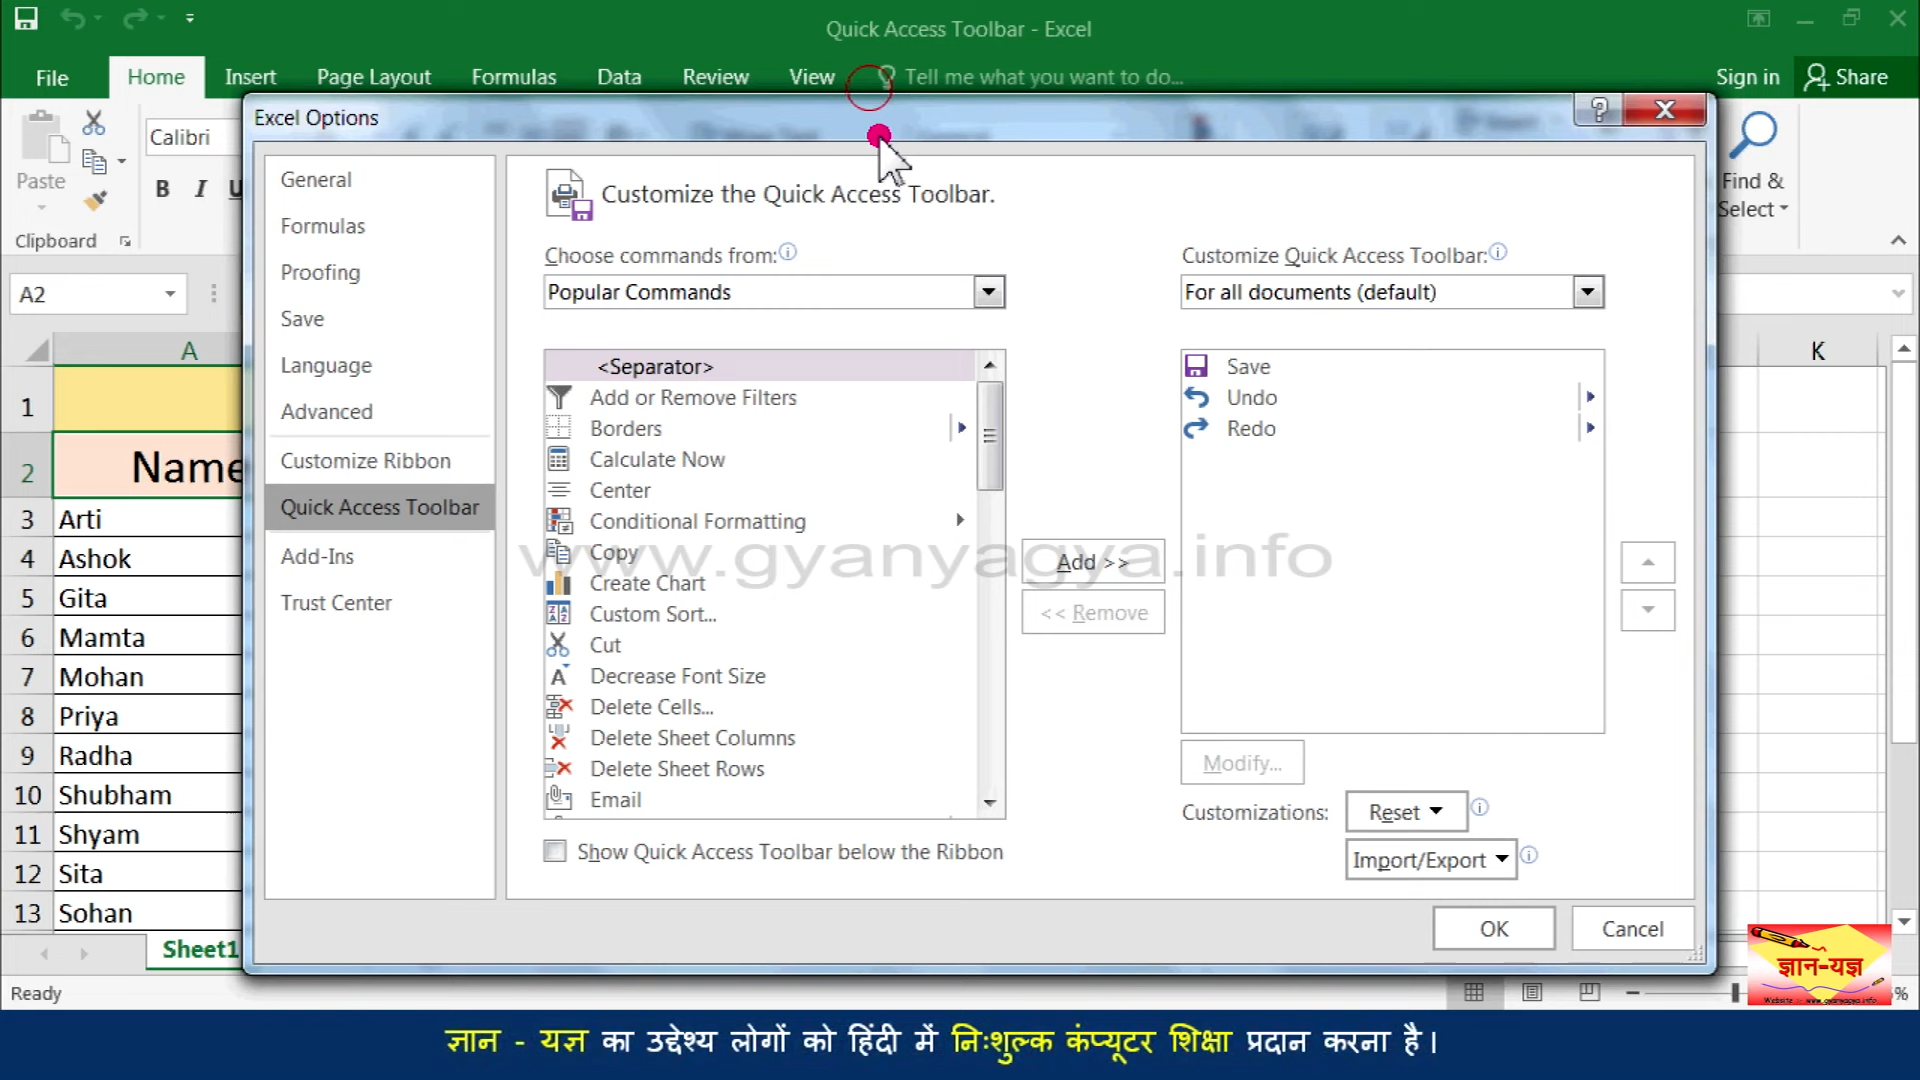 Quick Access Toolbar - Excel
File Home Insert Page Layout Formulas Data Review View Tell me what you want to do... Sign in Share
Excel Options
Calibri
Paste
B I U
Clipboard
Find &
Select
A2
A K
1
2 Name
3 Arti
4 Ashok
5 Gita
6 Mamta
7 Mohan
8 Priya
9 Radha
10 Shubham
11 Shyam
12 Sita
13 Sohan
Sheet1
Ready
General
Formulas
Proofing
Save
Language
Advanced
Customize Ribbon
Quick Access Toolbar
Add-Ins
Trust Center
Customize the Quick Access Toolbar.
Choose commands from:
Popular Commands
<Separator>
Add or Remove Filters
Borders
Calculate Now
Center
Conditional Formatting
Copy
Create Chart
Custom Sort...
Cut
Decrease Font Size
Delete Cells...
Delete Sheet Columns
Delete Sheet Rows
Email
Show Quick Access Toolbar below the Ribbon
Add >>
<< Remove
Customize Quick Access Toolbar:
For all documents (default)
Save
Undo
Redo
Modify...
Customizations: Reset
Import/Export
OK Cancel
www.gyanyagya.info
ज्ञान-यज्ञ
Website :- www.gyanyagya.info
%
ज्ञान - यज्ञ का उद्देश्य लोगों को हिंदी में निःशुल्क कंप्यूटर शिक्षा प्रदान करना है।